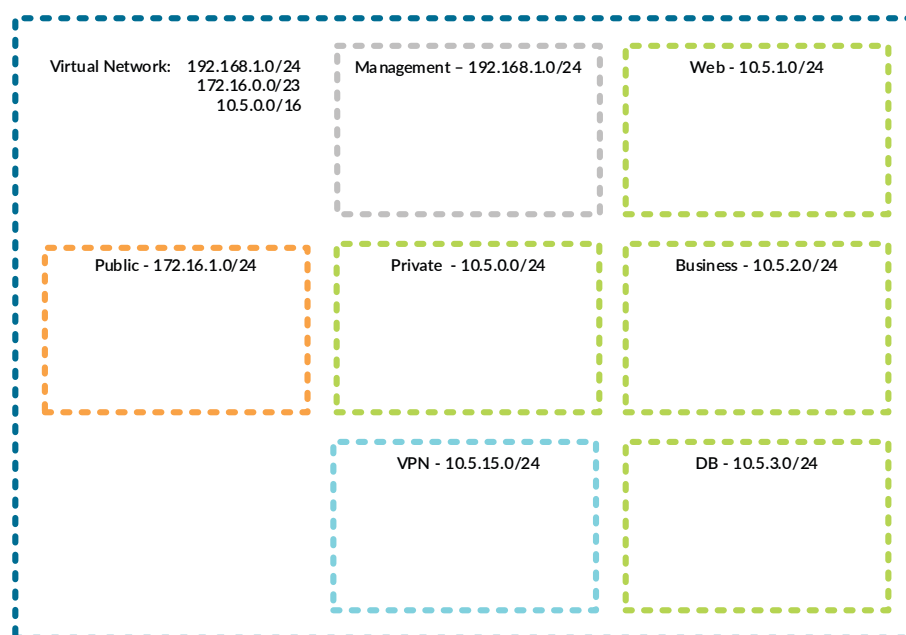 Virtual Network: 192.168.1.0/24
172.16.0.0/23
10.5.0.0/16
Management – 192.168.1.0/24
Web - 10.5.1.0/24
Public - 172.16.1.0/24
Private - 10.5.0.0/24
Business - 10.5.2.0/24
VPN - 10.5.15.0/24
DB - 10.5.3.0/24